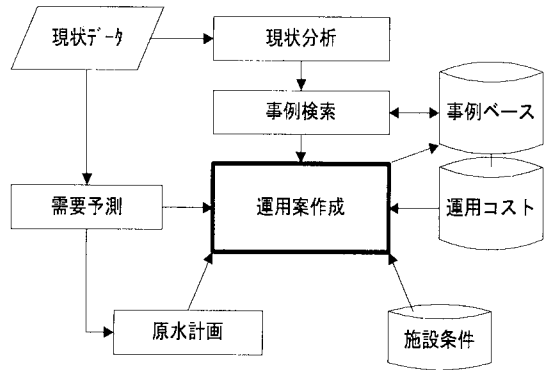 現状データ
現状分析
事例検索
事例ベース
需要予測
運用案作成
運用コスト
原水計画
施設条件